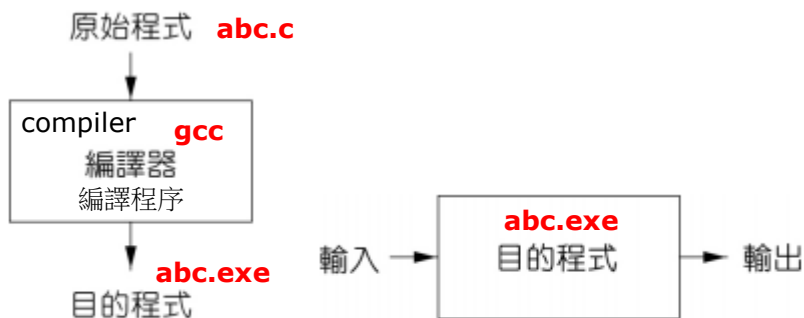 原始程式 abc.c
compiler gcc
編譯器
編譯程序
abc.exe
目的程式
abc.exe
輸入 目的程式 輸出